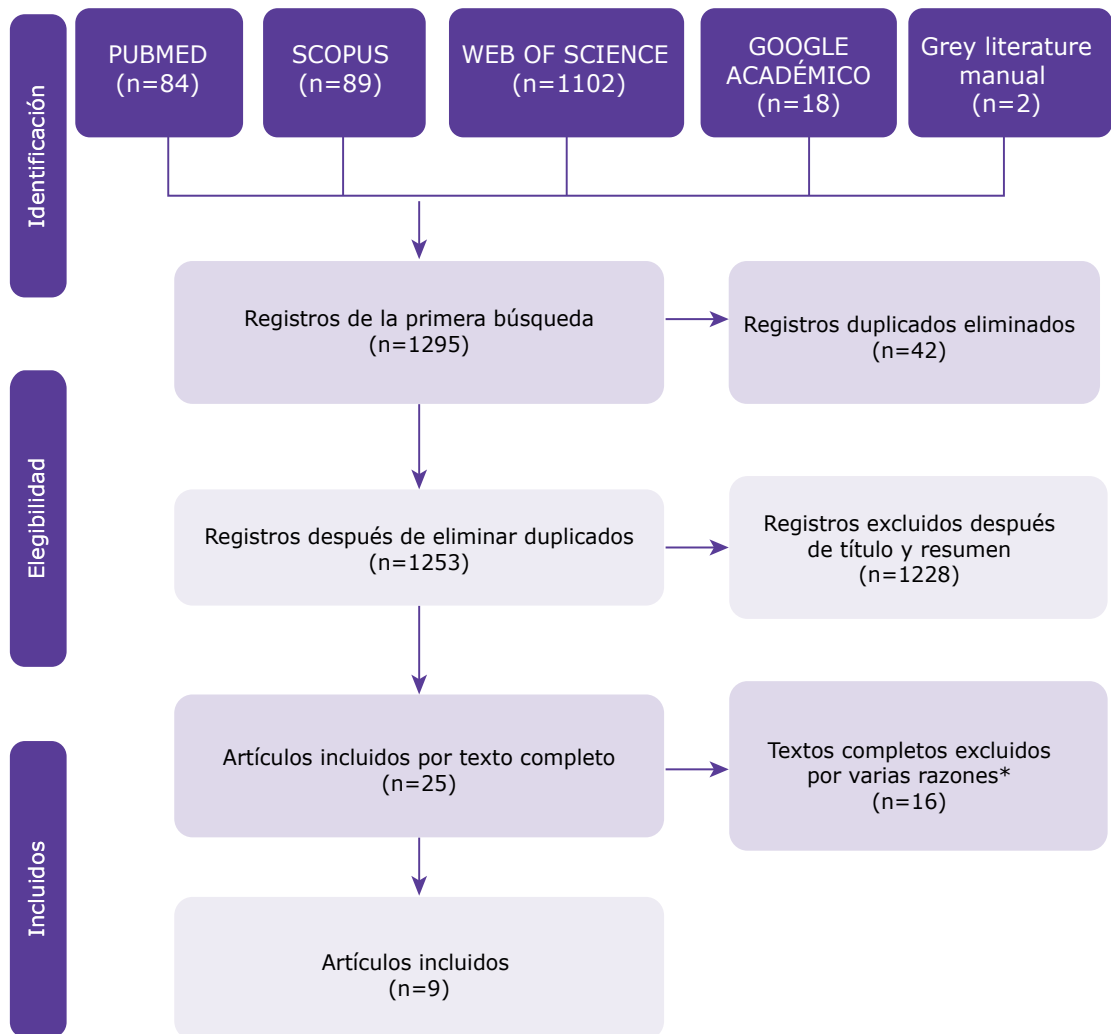 Identificación
PUBMED
(n=84)
SCOPUS
(n=89)
WEB OF SCIENCE
(n=1102)
GOOGLE
ACADÉMICO
(n=18)
Grey literature
manual
(n=2)
Registros de la primera búsqueda
(n=1295)
Registros duplicados eliminados
(n=42)
Elegibilidad
Registros después de eliminar duplicados
(n=1253)
Registros excluidos después
de título y resumen
(n=1228)
Artículos incluidos por texto completo
(n=25)
Textos completos excluidos
por varias razones*
(n=16)
Incluidos
Artículos incluidos
(n=9)